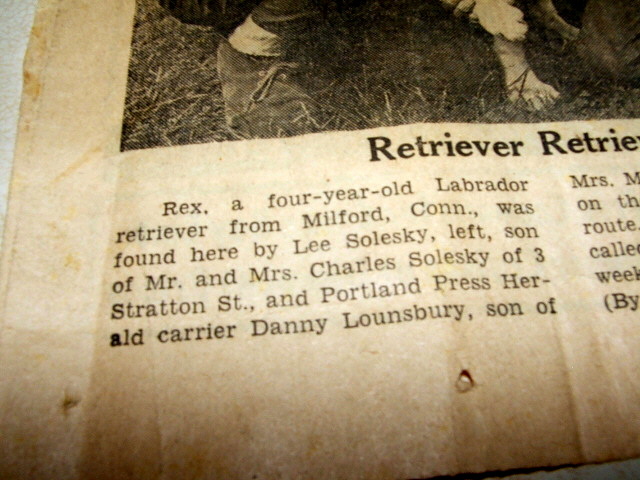 Retriever Retrie
Rex, a four-year-old Labrador
retriever from Milford, Conn., was
found here by Lee Solesky, left, son
of Mr. and Mrs. Charles Solesky of 3
Stratton St., and Portland Press Her-
ald carrier Danny Lounsbury, son of
Mrs. M
on th
route.
called
week
(By